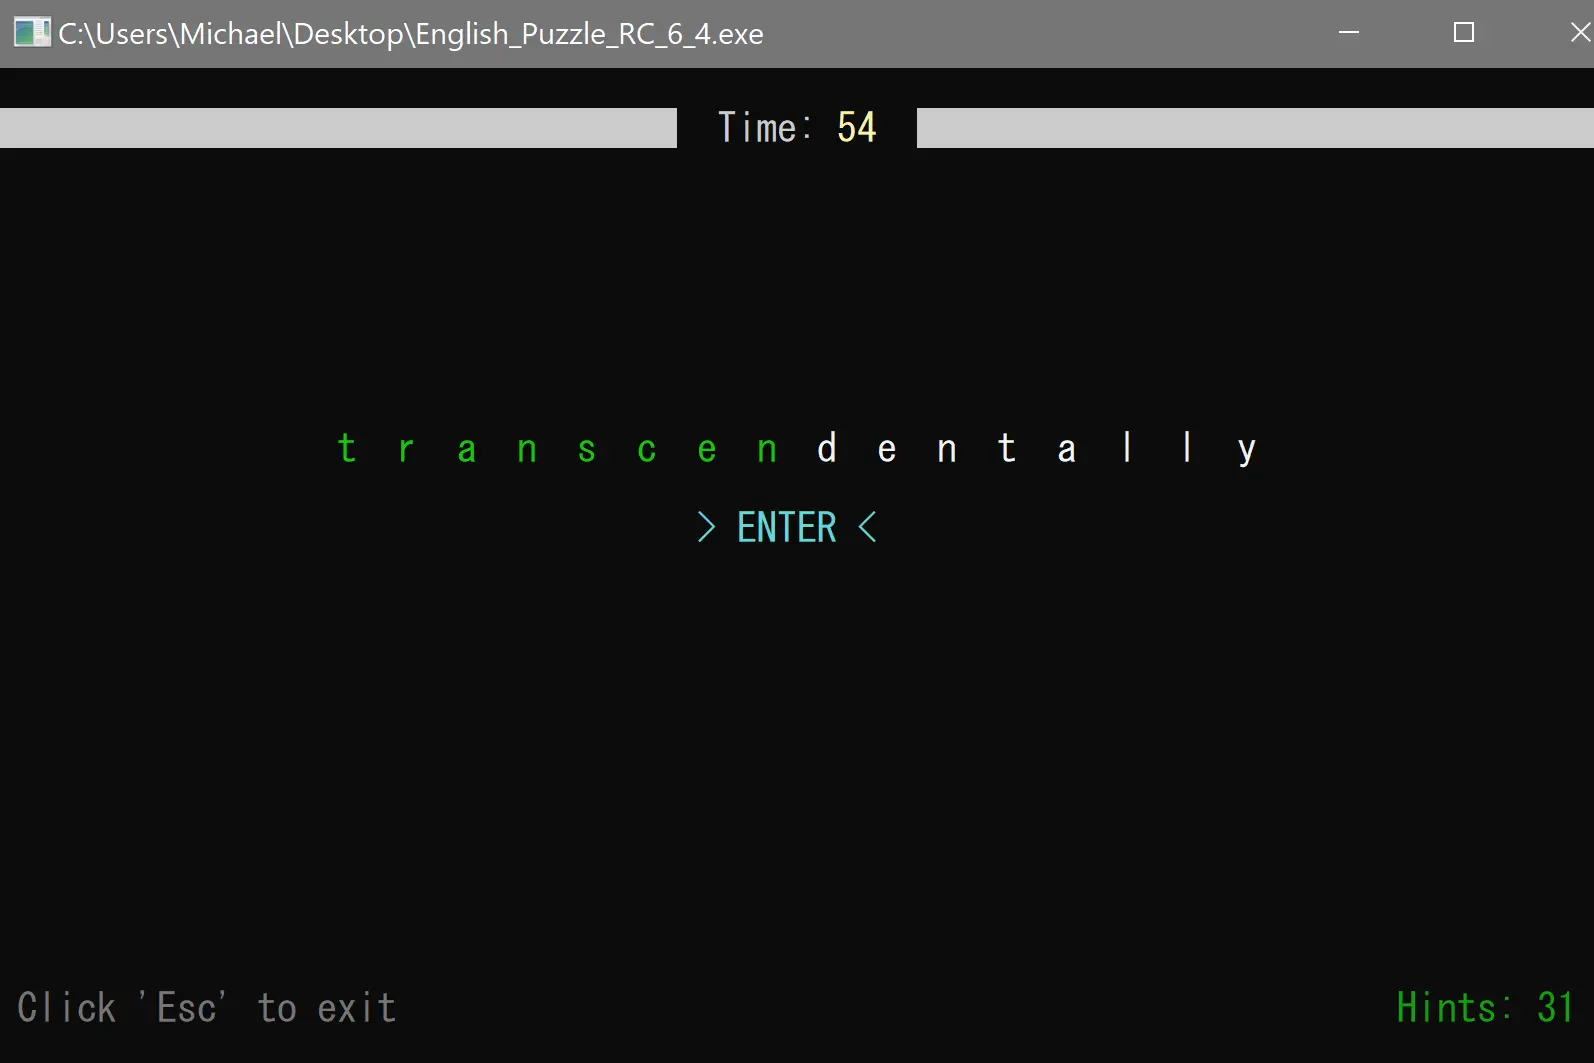 C:\Users\Michael\Desktop\English_Puzzle_RC_6_4.exe
Time: 54
t r a n s c e n d e n t a l l y
> ENTER <
Click 'Esc' to exit
Hints: 31